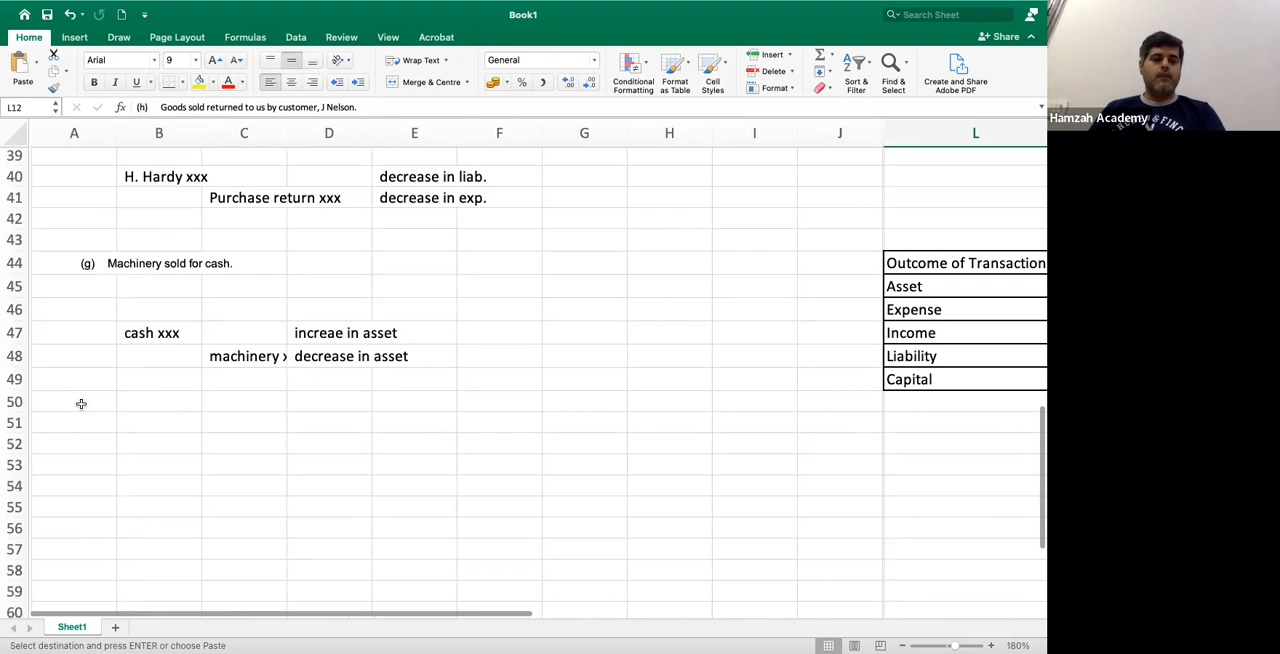 Book1
Search Sheet
Home Insert Draw Page Layout Formulas Data Review View Acrobat
Share
Paste
Arial 9
Wrap Text
General
Merge & Centre
Conditional Formatting
Format as Table
Cell Styles
Insert
Delete
Format
Sort & Filter
Find & Select
Create and Share Adobe PDF
L12 fx (h) Goods sold returned to us by customer, J Nelson.
A B C D E F G H I J L
39
40 H. Hardy xxx decrease in liab.
41 Purchase return xxx decrease in exp.
42
43
44 (g) Machinery sold for cash. Outcome of Transaction
45 Asset
46 Expense
47 cash xxx increae in asset Income
48 machinery x decrease in asset Liability
49 Capital
50
51
52
53
54
55
56
57
58
59
60
Sheet1
Select destination and press ENTER or choose Paste
180%
Hamzah Academy